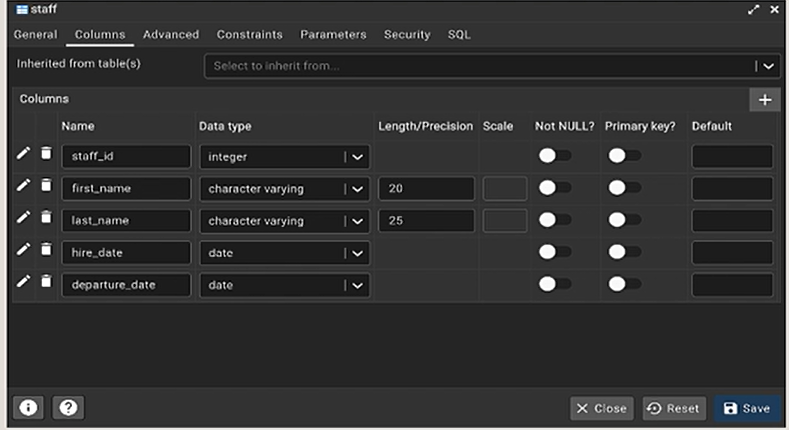 staff
General Columns Advanced Constraints Parameters Security SQL
Inherited from table(s) Select to inherit from...
Columns
Name Data type Length/Precision Scale Not NULL? Primary key? Default
staff_id integer
first_name character varying 20
last_name character varying 25
hire_date date
departure_date date
Close Reset Save